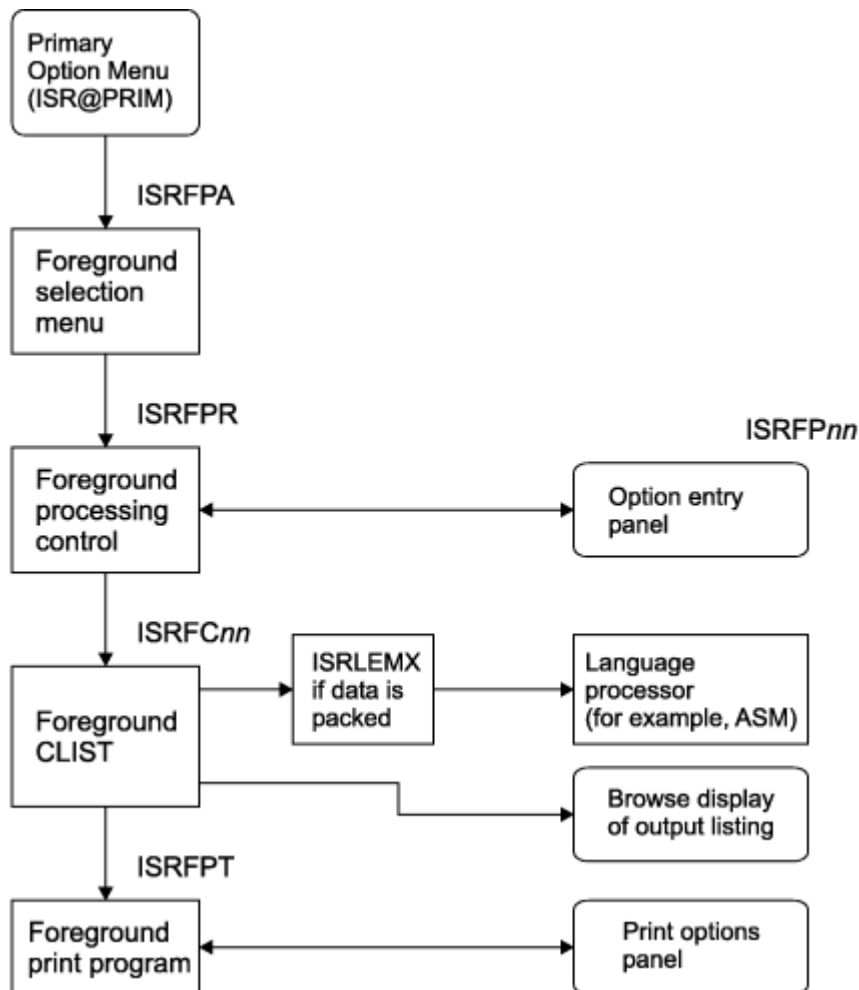 Primary
Option Menu
(ISR@PRIM)
ISRFPA
Foreground
selection
menu
ISRFPR
ISRFPnn
Foreground
processing
control
Option entry
panel
ISRFCnn
Foreground
CLIST
ISRLEMX
if data is
packed
Language
processor
(for example, ASM)
Browse display
of output listing
ISRFPT
Foreground
print program
Print options
panel